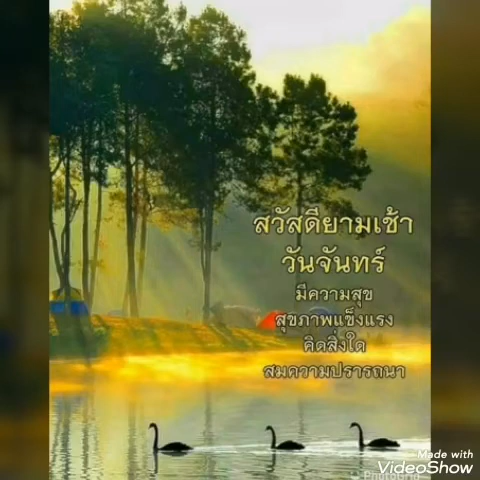 สวัสดียามเช้า
วันจันทร์
มีความสุข
สุขภาพแข็งแรง
คิดสิ่งใด
สมความปรารถนา
Made with
VideoShow
PhotoGrid